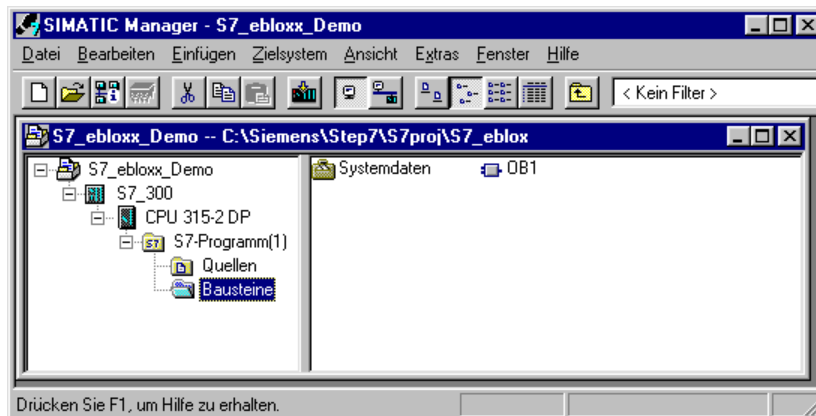 SIMATIC Manager - S7_ebloxx_Demo
Datei Bearbeiten Einfügen Zielsystem Ansicht Extras Fenster Hilfe
< Kein Filter >
S7_ebloxx_Demo -- C:\Siemens\Step7\S7proj\S7_eblox
S7_ebloxx_Demo
S7_300
CPU 315-2 DP
S7-Programm(1)
Quellen
Bausteine
Systemdaten OB1
Drücken Sie F1, um Hilfe zu erhalten.